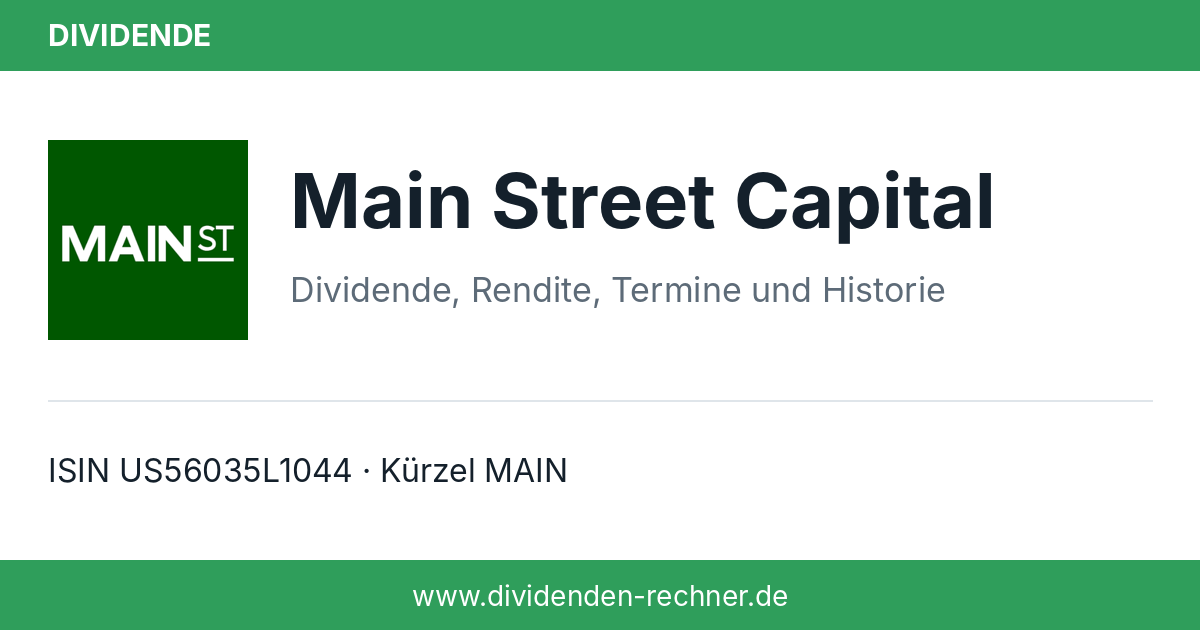 DIVIDENDE
MAIN ST
Main Street Capital
Dividende, Rendite, Termine und Historie
ISIN US56035L1044 · Kürzel MAIN
www.dividenden-rechner.de